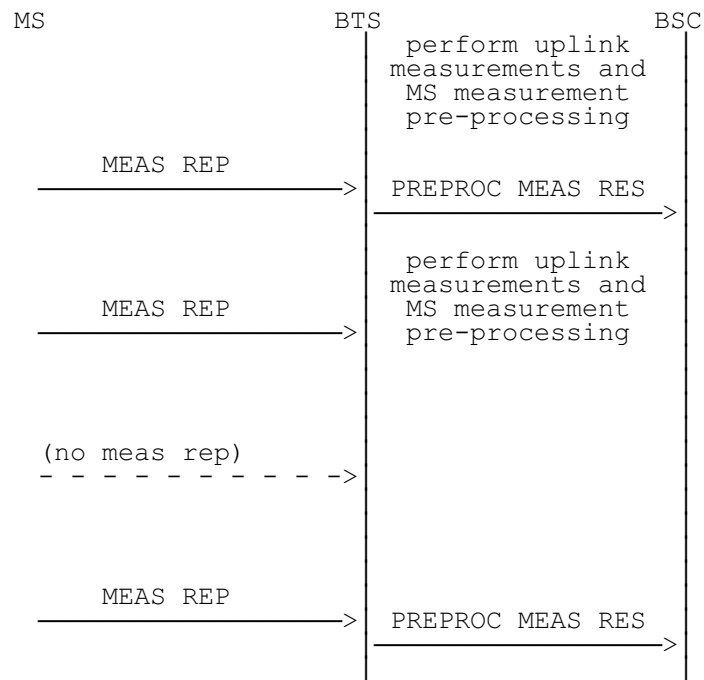 MS BTS BSC
perform uplink
measurements and
MS measurement
pre-processing
MEAS REP
PREPROC MEAS RES
perform uplink
measurements and
MEAS REP MS measurement
pre-processing
(no meas rep)
MEAS REP
PREPROC MEAS RES